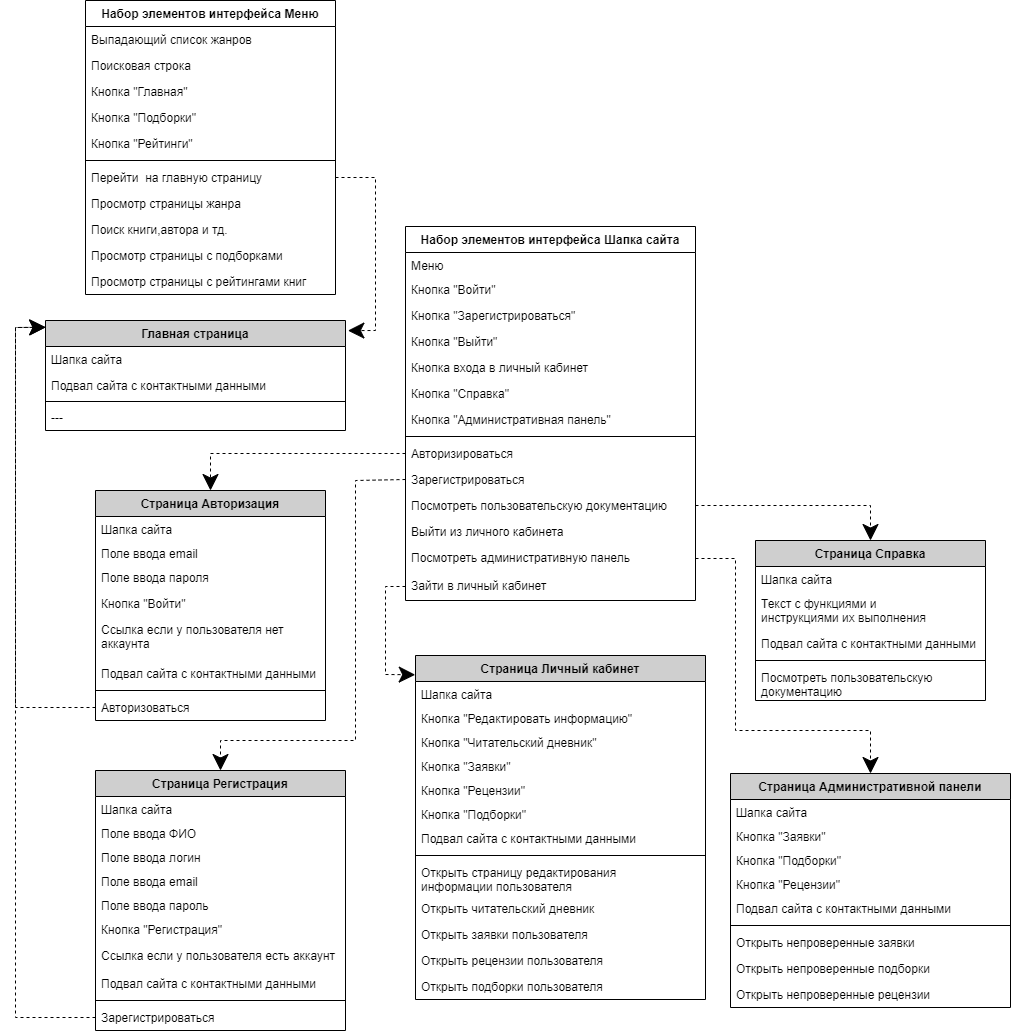 Набор элементов интерфейса Меню
Выпадающий список жанров
Поисковая строка
Кнопка "Главная"
Кнопка "Подборки"
Кнопка "Рейтинги"
Перейти на главную страницу
Просмотр страницы жанра
Поиск книги,автора и тд.
Просмотр страницы с подборками
Просмотр страницы с рейтингами книг
Набор элементов интерфейса Шапка сайта
Меню
Кнопка "Войти"
Кнопка "Зарегистрироваться"
Кнопка "Выйти"
Кнопка входа в личный кабинет
Кнопка "Справка"
Кнопка "Административная панель"
Авторизироваться
Зарегистрироваться
Посмотреть пользовательскую документацию
Выйти из личного кабинета
Посмотреть административную панель
Зайти в личный кабинет
Главная страница
Шапка сайта
Подвал сайта с контактными данными
---
Страница Авторизация
Шапка сайта
Поле ввода email
Поле ввода пароля
Кнопка "Войти"
Ссылка если у пользователя нет
аккаунта
Подвал сайта с контактными данными
Авторизоваться
Страница Справка
Шапка сайта
Текст с функциями и
инструкциями их выполнения
Подвал сайта с контактными данными
Посмотреть пользовательскую
документацию
Страница Личный кабинет
Шапка сайта
Кнопка "Редактировать информацию"
Кнопка "Читательский дневник"
Кнопка "Заявки"
Кнопка "Рецензии"
Кнопка "Подборки"
Подвал сайта с контактными данными
Открыть страницу редактирования
информации пользователя
Открыть читательский дневник
Открыть заявки пользователя
Открыть рецензии пользователя
Открыть подборки пользователя
Страница Регистрация
Шапка сайта
Поле ввода ФИО
Поле ввода логин
Поле ввода email
Поле ввода пароль
Кнопка "Регистрация"
Ссылка если у пользователя есть аккаунт
Подвал сайта с контактными данными
Зарегистрироваться
Страница Административной панели
Шапка сайта
Кнопка "Заявки"
Кнопка "Подборки"
Кнопка "Рецензии"
Подвал сайта с контактными данными
Открыть непроверенные заявки
Открыть непроверенные подборки
Открыть непроверенные рецензии